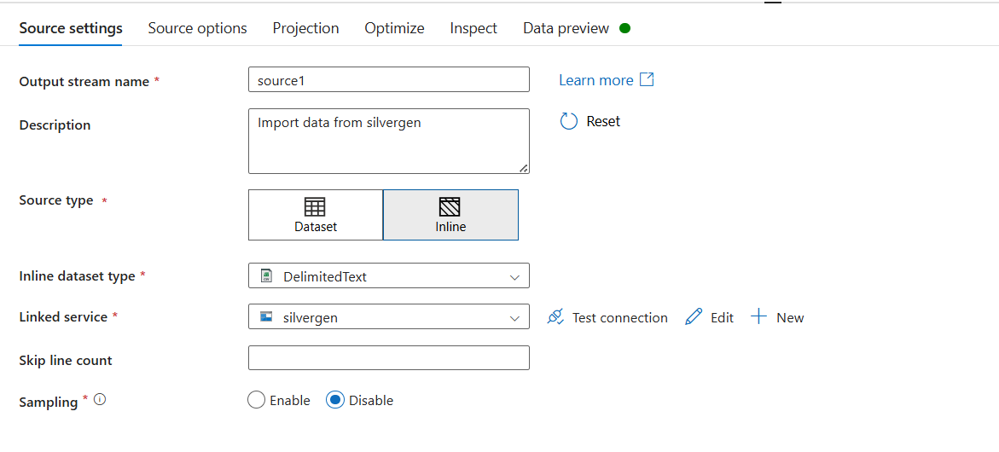 Source settings Source options Projection Optimize Inspect Data preview
Output stream name * source1 Learn more
Description Import data from silvergen Reset
Source type * Dataset Inline
Inline dataset type * DelimitedText
Linked service * silvergen Test connection Edit New
Skip line count
Sampling * Enable Disable